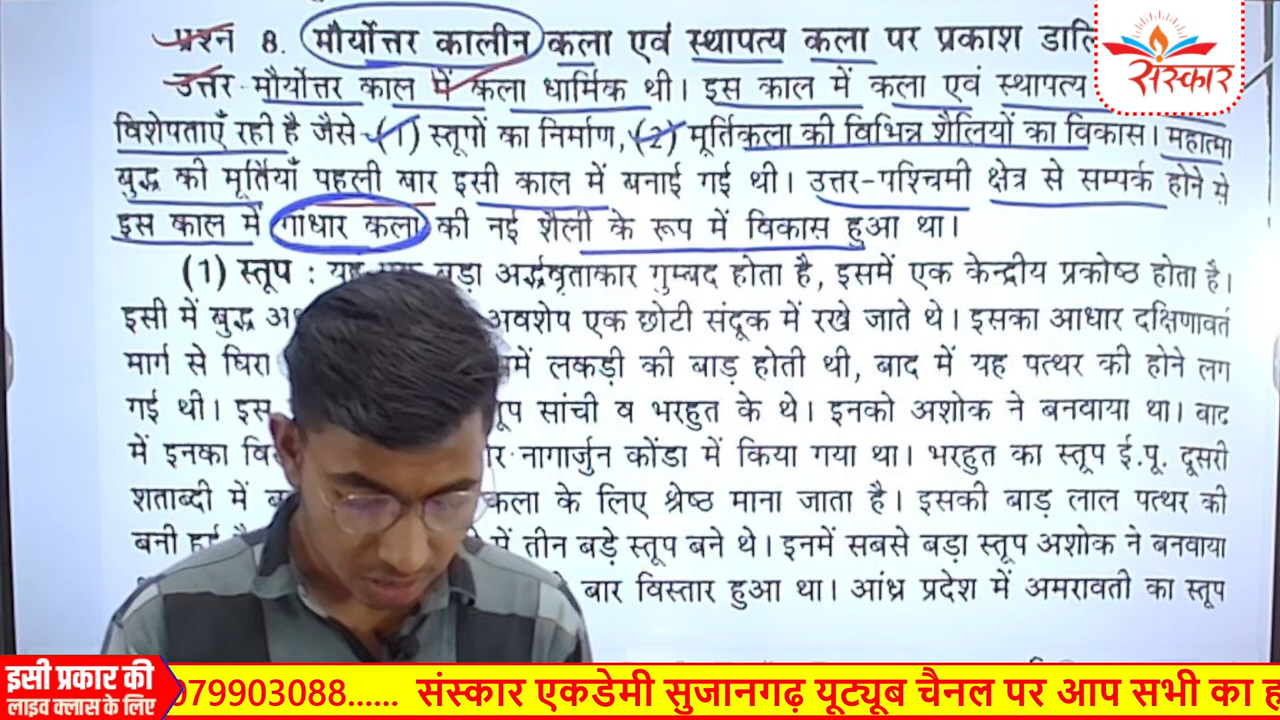 प्रश्न 8. मौर्योत्तर कालीन कला एवं स्थापत्य कला पर प्रकाश
उत्तर मौर्योत्तर काल में कला धार्मिक थी। इस काल में कला एवं स्थापत्य
विशेषताएँ रही है जैसे (1) स्तूपों का निर्माण, (2) मूर्तिकला की विभिन्न शैलियों का विकास। महात्मा
बुद्ध की मूर्तियाँ पहली बार इसी काल में बनाई गई थी। उत्तर-पश्चिमी क्षेत्र से सम्पर्क होने से
इस काल में गांधार कला की नई शैली के रूप में विकास हुआ था।
(1) स्तूप : बड़ा अर्द्धवृताकार गुम्बद होता है, इसमें एक केन्द्रीय प्रकोष्ठ होता है।
इसी में बुद्ध अवशेष एक छोटी संदूक में रखे जाते थे। इसका आधार दक्षिणावर्त
मार्ग से घिरा लकड़ी की बाड़ होती थी, बाद में यह पत्थर की होने लग
गई थी। इस सांची व भरहुत के थे। इनको अशोक ने बनवाया था। बाद
में इनका नागार्जुन कोंडा में किया गया था। भरहुत का स्तूप ई.पू. दूसरी
शताब्दी में कला के लिए श्रेष्ठ माना जाता है। इसकी बाड़ लाल पत्थर की
बनी में तीन बड़े स्तूप बने थे। इनमें सबसे बड़ा स्तूप अशोक ने बनवाया
बार विस्तार हुआ था। आंध्र प्रदेश में अमरावती का स्तूप
संस्कार
इसी प्रकार की
लाइव क्लास के लिए
979903088...... संस्कार एकडेमी सुजानगढ़ यूट्यूब चैनल पर आप सभी का